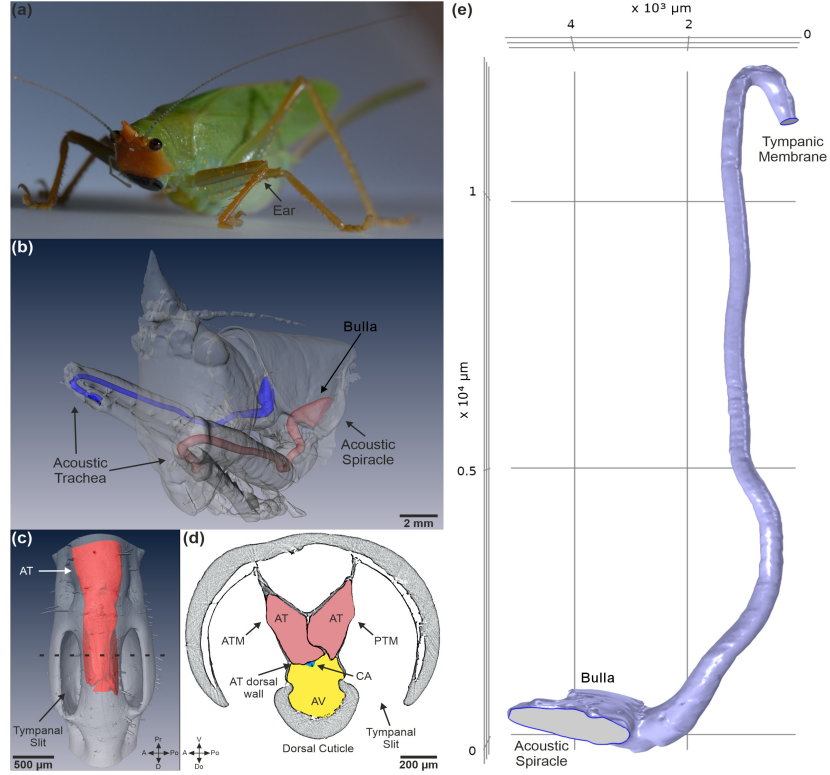 (a)
Ear
(b)
Bulla
Acoustic
Trachea
Acoustic
Spiracle
2 mm
(c)
AT
Tympanal
Slit
500 µm
Pr
A
Po
D
(d)
AT
AT
ATM
PTM
AT dorsal
wall
CA
AV
Tympanal
Slit
Dorsal Cuticle
V
A
Po
Do
200 µm
(e)
x 10³ µm
4
2
0
Tympanic
Membrane
1
x 10⁴ µm
0.5
Bulla
0
Acoustic
Spiracle